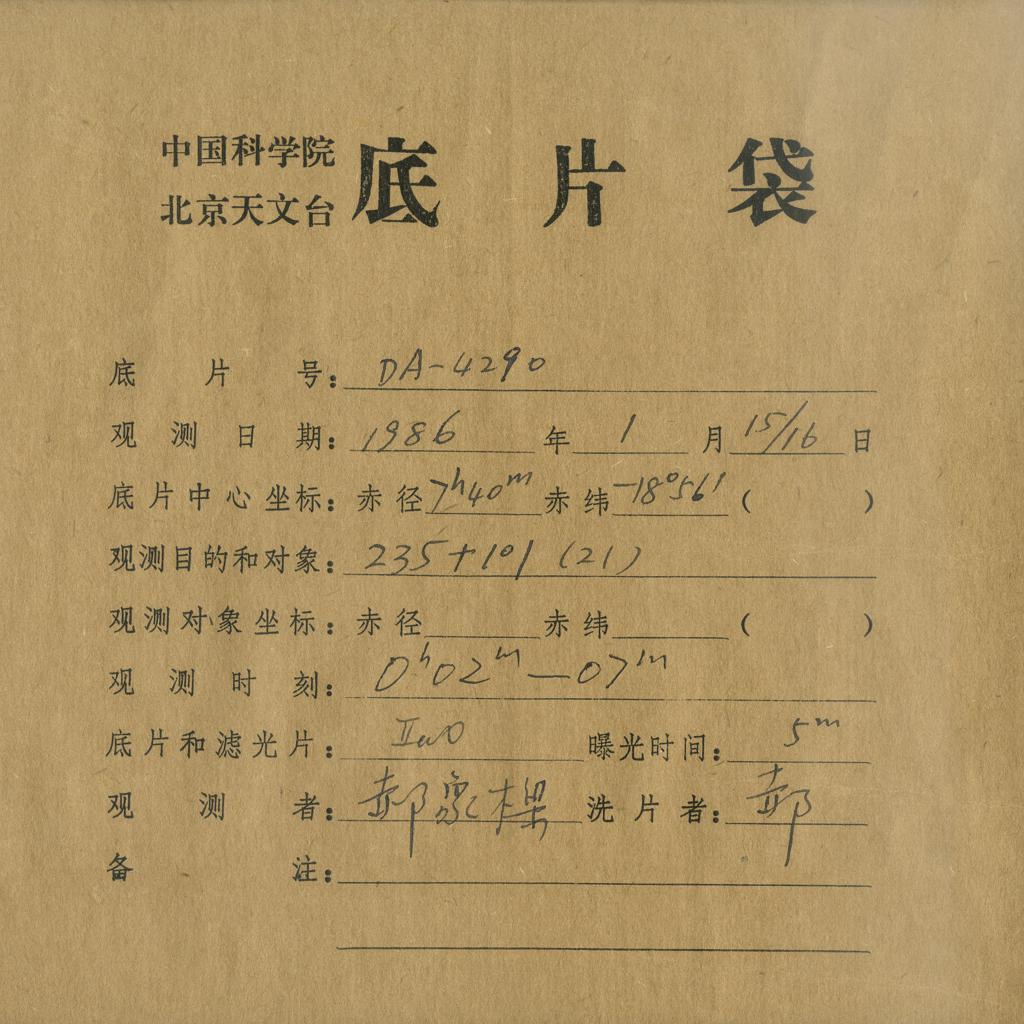 中国科学院
北京天文台 底片袋
底片号: DA-4290
观测日期: 1986 年 1 月 15/16 日
底片中心坐标: 赤径 7h40m 赤纬 -18°56' ( )
观测目的和对象: 235+101 (21)
观测对象坐标: 赤径 赤纬 ( )
观测时刻: 0h02m—07m
底片和滤光片: IIaO 曝光时间: 5m
观测者: 郝象樑 洗片者: 郝
备注: